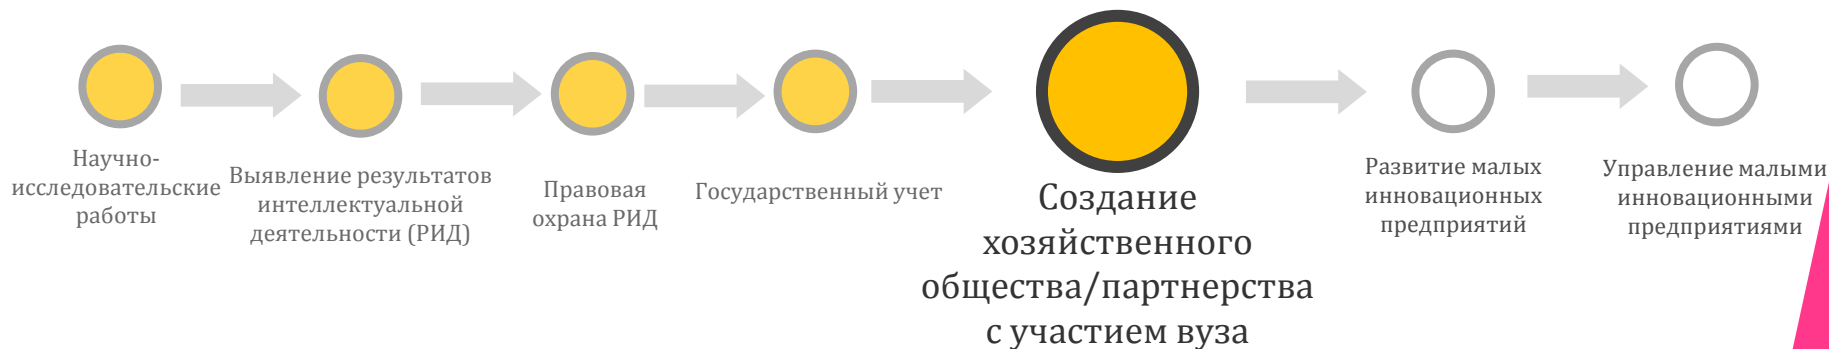 Научно-
исследовательские
работы
Выявление результатов
интеллектуальной
деятельности (РИД)
Правовая
охрана РИД
Государственный учет
Создание
хозяйственного
общества/партнерства
с участием вуза
Развитие малых
инновационных
предприятий
Управление малыми
инновационными
предприятиями